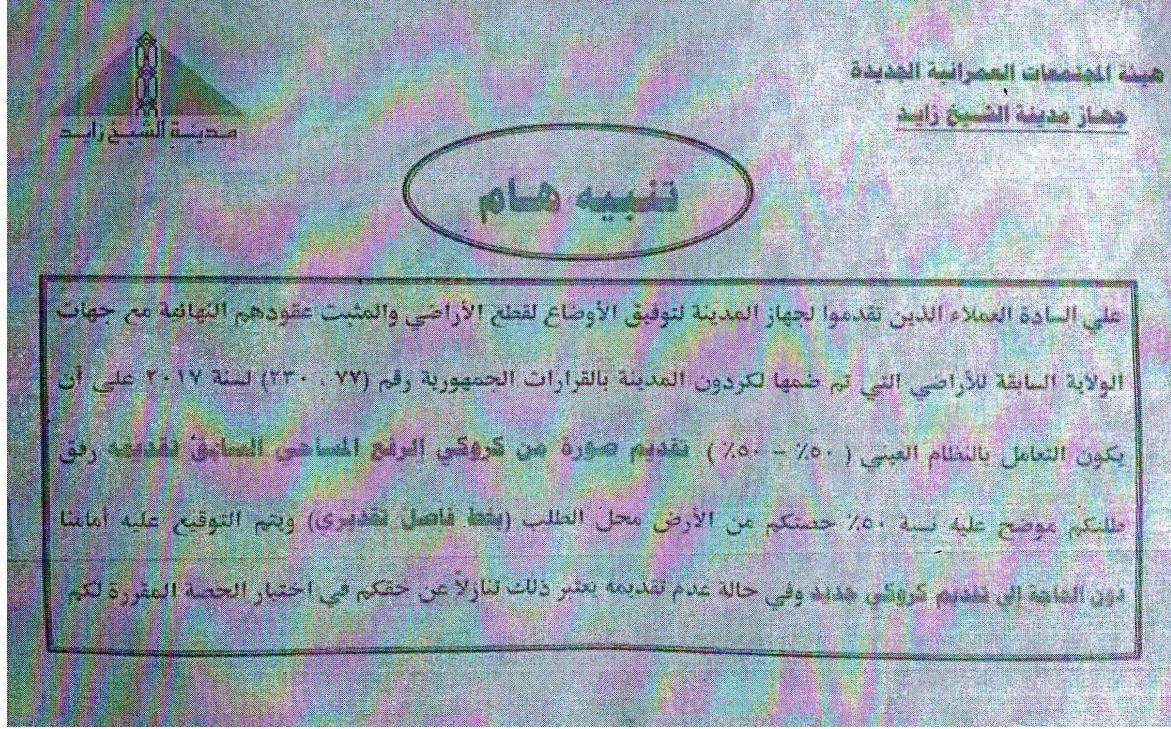 هيئة المجتمعات العمرانية الجديدة
جهاز مدينة الشيخ زايد
مدينة الشيخ زايد
تنبيه هام
على السادة العملاء الذين تقدموا لجهاز المدينة لتوفيق الأوضاع لقطع الأراضي والمثبت عقودهم النهائية مع جهات
الولاية السابقة للأراضي التي تم ضمها لكردون المدينة بالقرارات الجمهورية رقم (٧٧ ، ٢٣٠) لسنة ٢٠١٧ علي أن
يكون التعامل بالنظام العيني ( ٥٠٪ – ٥٠٪ ) تقديم صورة من كروكي الرفع المساحي السابق تقديمه رفق
طلبكم موضح عليه نسبة ٥٠٪ حصتكم من الأرض محل الطلب (بخط فاصل تقديري) ويتم التوقيع عليه أمامنا
دون الحاجة إلى تقديم كروكي جديد وفي حالة عدم تقديمه يعتبر ذلك تنازلاً عن حقكم في اختيار الحصة المقررة لكم